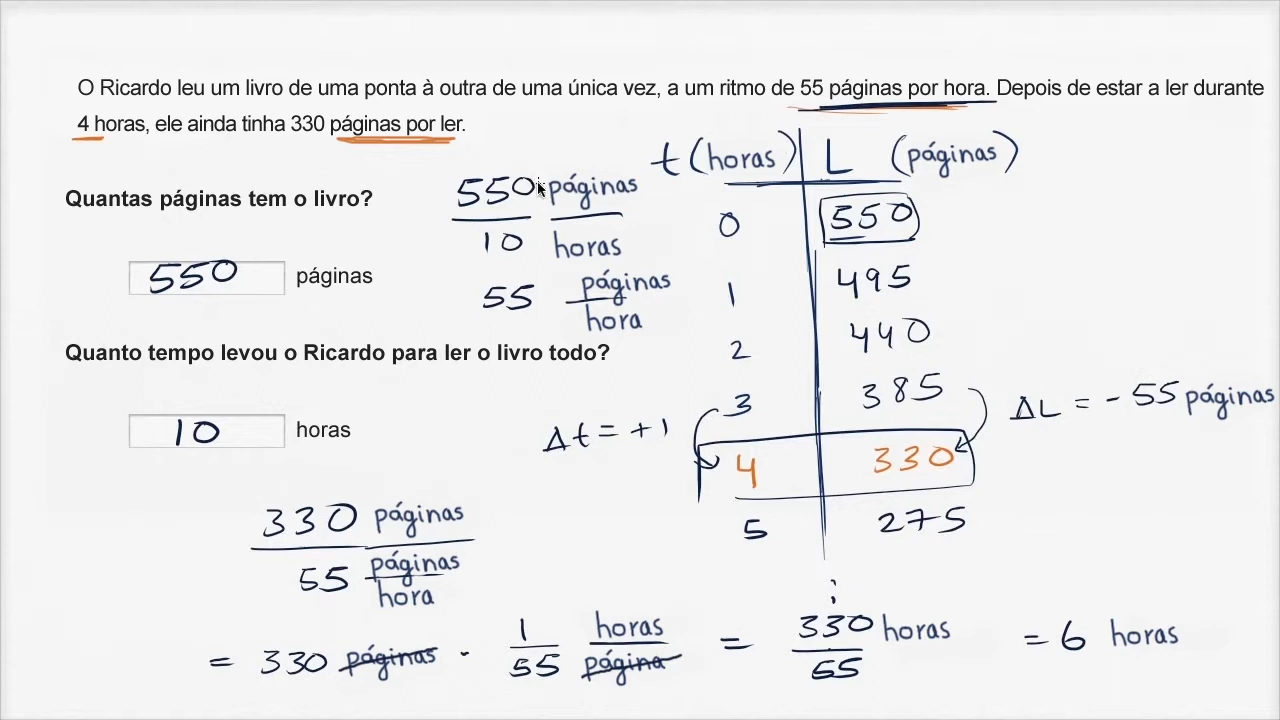 O Ricardo leu um livro de uma ponta à outra de uma única vez, a um ritmo de 55 páginas por hora. Depois de estar a ler durante
4 horas, ele ainda tinha 330 páginas por ler.
t (horas) L (páginas)
Quantas páginas tem o livro?
550 páginas
10 horas
55 páginas
hora
550 páginas
0 550
1 495
2 440
3 385
4 330
5 275
⋮
Quanto tempo levou o Ricardo para ler o livro todo?
10 horas
Δt = +1
ΔL = -55 páginas
330 páginas
55 páginas
hora
= 330 páginas · 1 horas = 330 horas = 6 horas
55 página 55